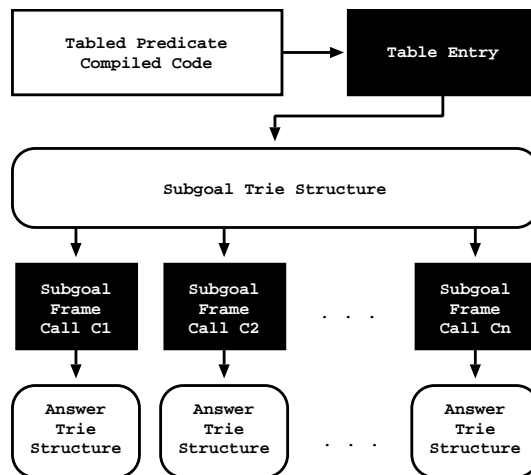 Tabled Predicate
Compiled Code
Table Entry
Subgoal Trie Structure
Subgoal
Frame
Call C1
Subgoal
Frame
Call C2
. . .
Subgoal
Frame
Call Cn
Answer
Trie
Structure
Answer
Trie
Structure
. . .
Answer
Trie
Structure